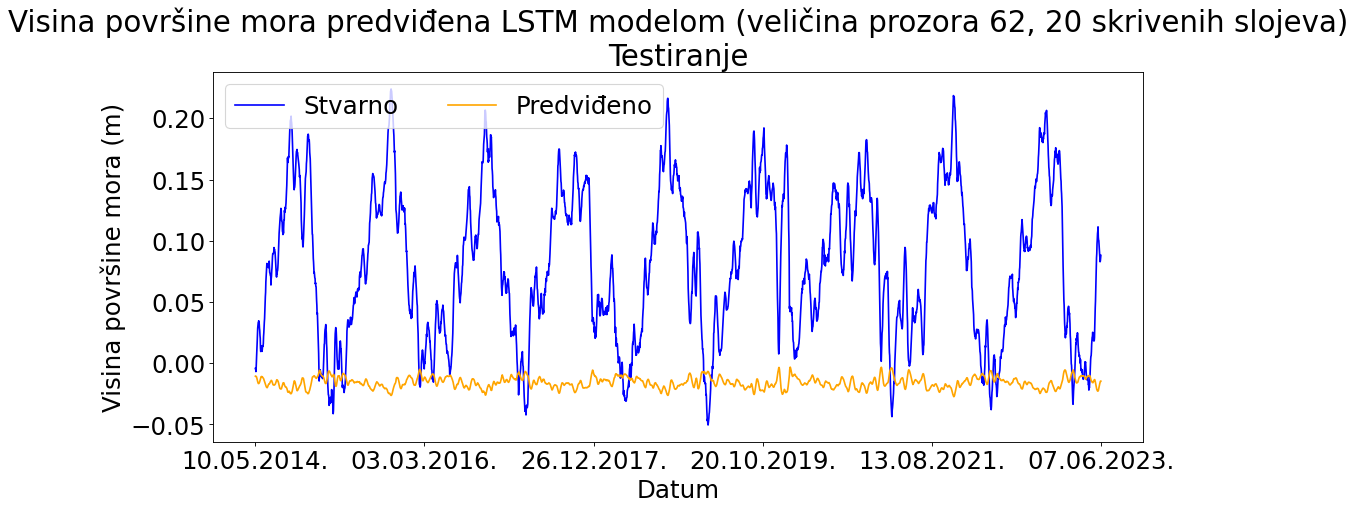 Visina površine mora predviđena LSTM modelom (veličina prozora 62, 20 skrivenih slojeva)
Testiranje
Stvarno Predviđeno
Visina površine mora (m)
0.20
0.15
0.10
0.05
0.00
−0.05
10.05.2014. 03.03.2016. 26.12.2017. 20.10.2019. 13.08.2021. 07.06.2023.
Datum